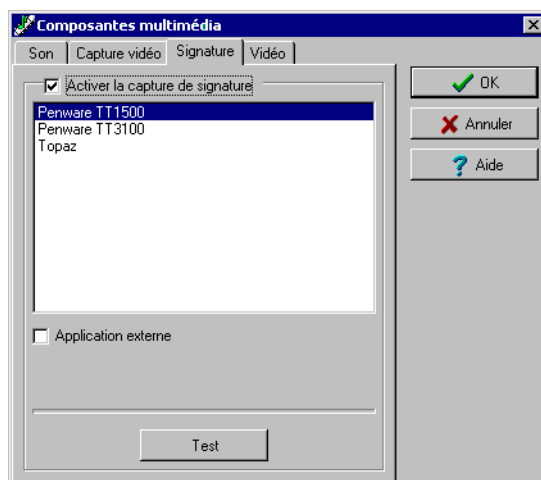 Composantes multimédia
Son Capture vidéo Signature Vidéo
Activer la capture de signature
Penware TT1500
Penware TT3100
Topaz
Application externe
Test
OK
Annuler
Aide